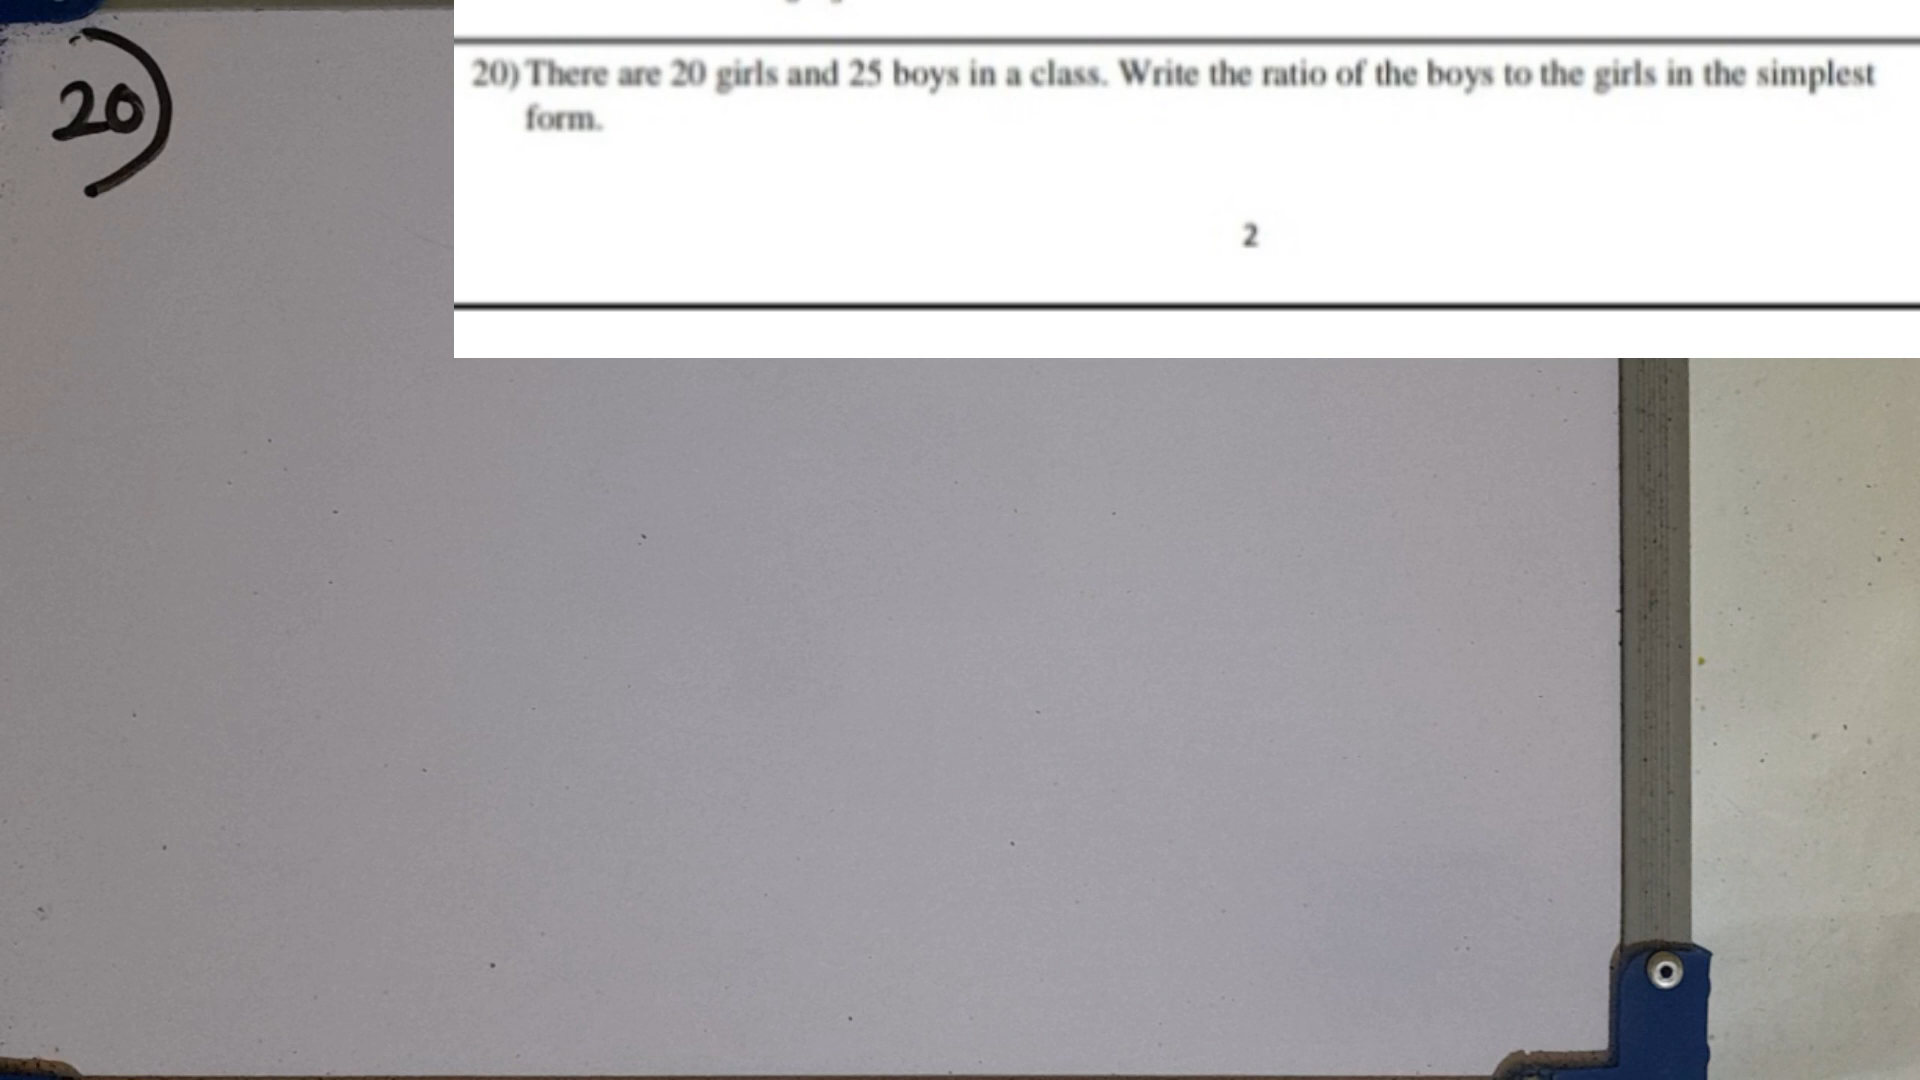 20)
20) There are 20 girls and 25 boys in a class. Write the ratio of the boys to the girls in the simplest
form.
2